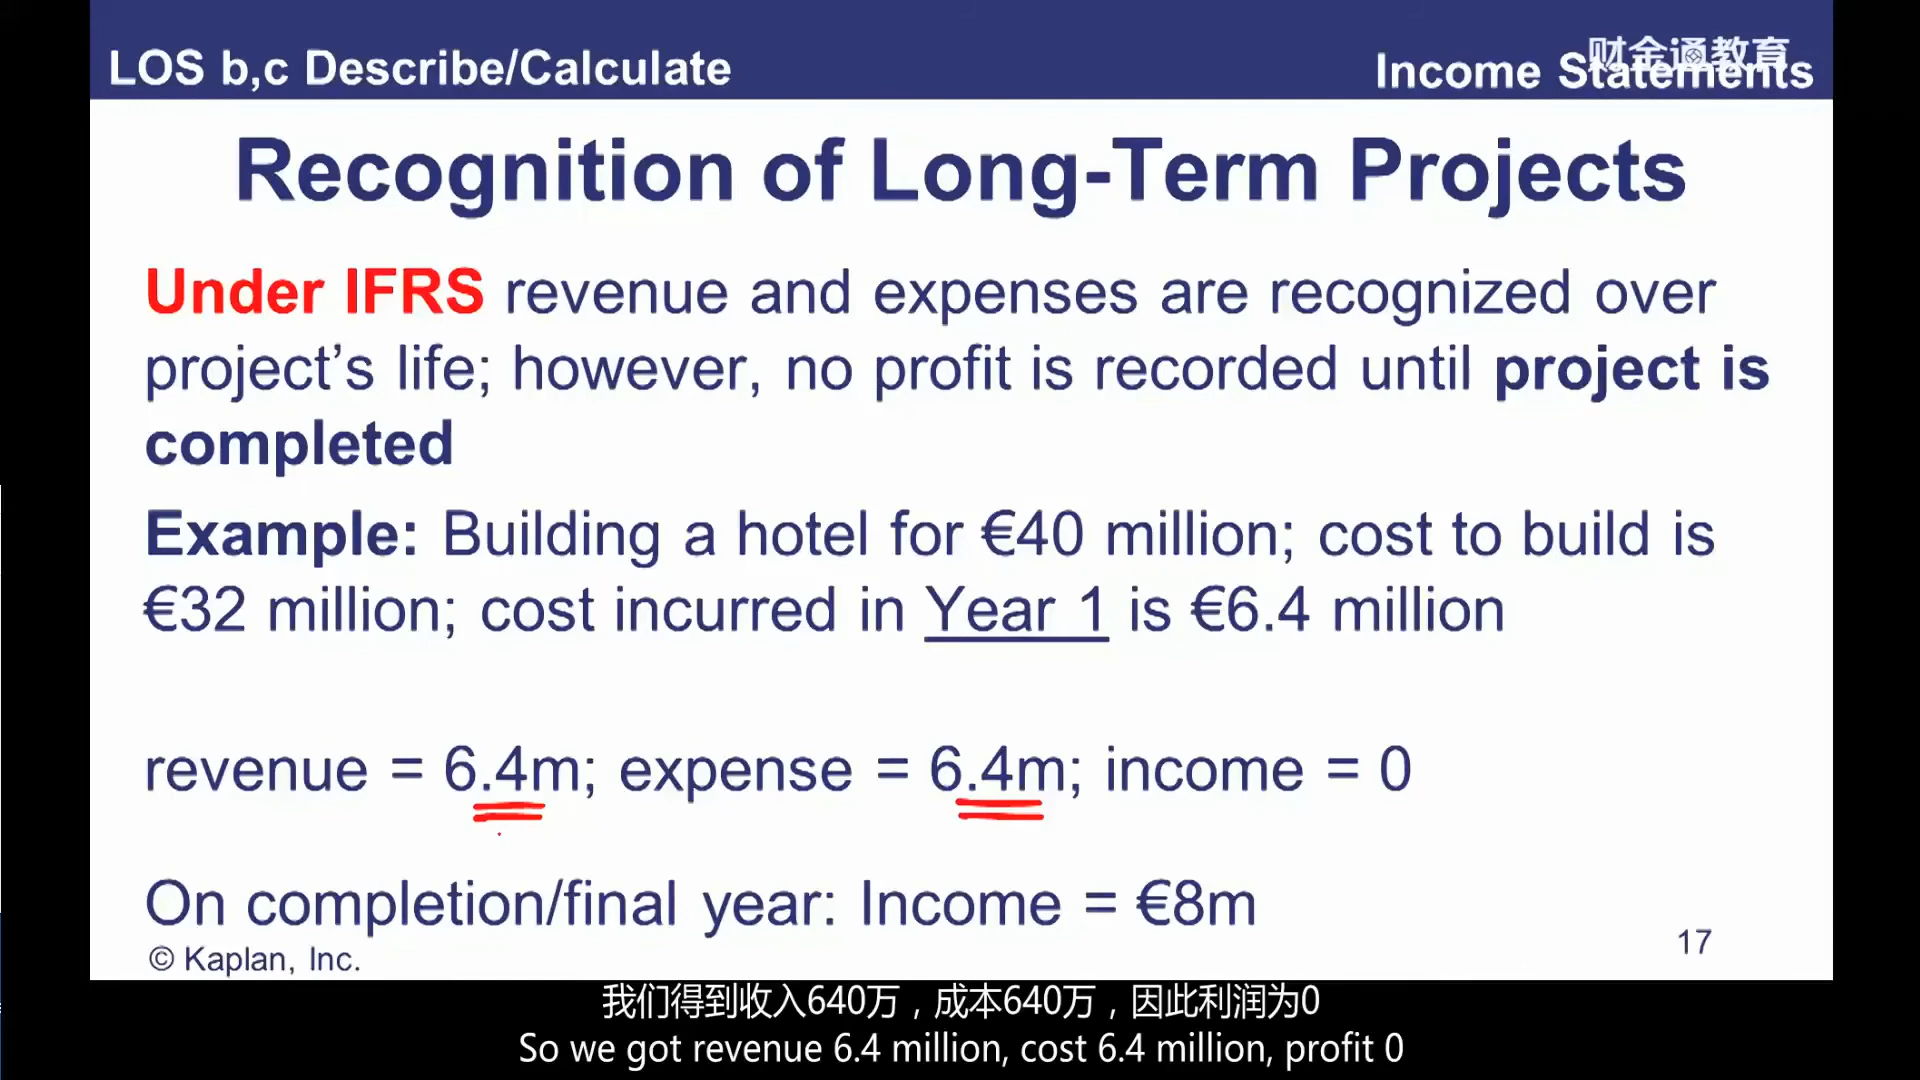 LOS b,c Describe/Calculate
Income Statements
财金通教育
Recognition of Long-Term Projects
Under IFRS revenue and expenses are recognized over
project's life; however, no profit is recorded until project is
completed
Example: Building a hotel for €40 million; cost to build is
€32 million; cost incurred in Year 1 is €6.4 million
revenue = 6.4m; expense = 6.4m; income = 0
On completion/final year: Income = €8m
© Kaplan, Inc.
17
我们得到收入640万，成本640万，因此利润为0
So we got revenue 6.4 million, cost 6.4 million, profit 0